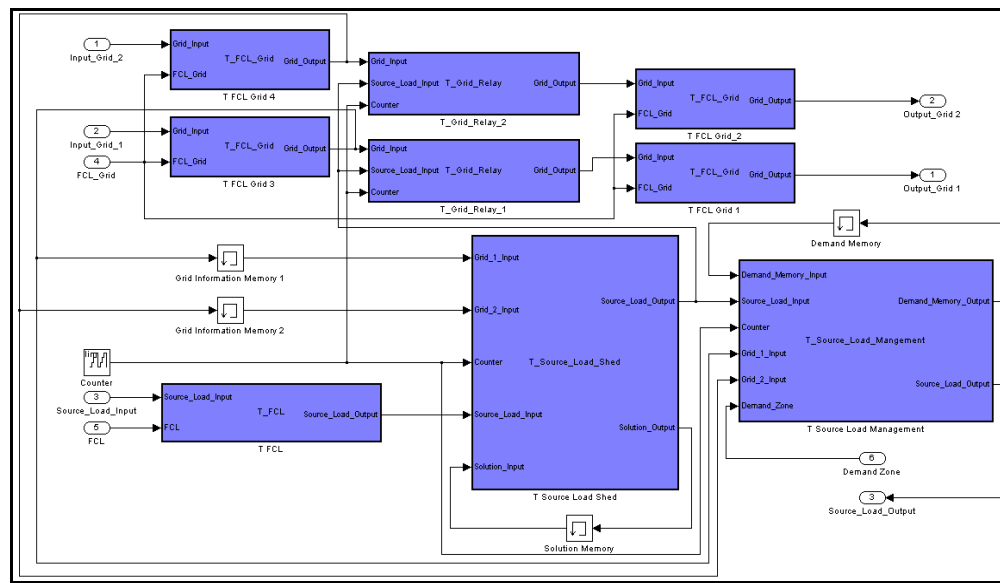 1
Input_Grid_2
Grid_Input
FCL_Grid
T_FCL_Grid
Grid_Output
T FCL Grid 4
2
Input_Grid_1
4
FCL_Grid
Grid_Input
FCL_Grid
T_FCL_Grid
Grid_Output
T FCL Grid 3
Grid_Input
Source_Load_Input
Counter
T_Grid_Relay
Grid_Output
T_Grid_Relay_2
Grid_Input
Source_Load_Input
Counter
T_Grid_Relay
Grid_Output
T_Grid_Relay_1
Grid_Input
FCL_Grid
T_FCL_Grid
Grid_Output
T FCL Grid_2
2
Output_Grid 2
Grid_Input
FCL_Grid
T_FCL_Grid
Grid_Output
T FCL Grid 1
1
Output_Grid 1
Demand Memory
Grid Information Memory 1
Grid Information Memory 2
lim
Counter
3
Source_Load_Input
5
FCL
Source_Load_Input
FCL
T_FCL
Source_Load_Output
T FCL
Grid_1_Input
Grid_2_Input
Counter
Source_Load_Input
Solution_Input
T_Source_Load_Shed
Source_Load_Output
Solution_Output
T Source Load Shed
Solution Memory
Demand_Memory_Input
Source_Load_Input
Counter
Grid_1_Input
Grid_2_Input
Demand_Zone
T_Source_Load_Mangement
Demand_Memory_Output
Source_Load_Output
T Source Load Management
6
Demand Zone
3
Source_Load_Output